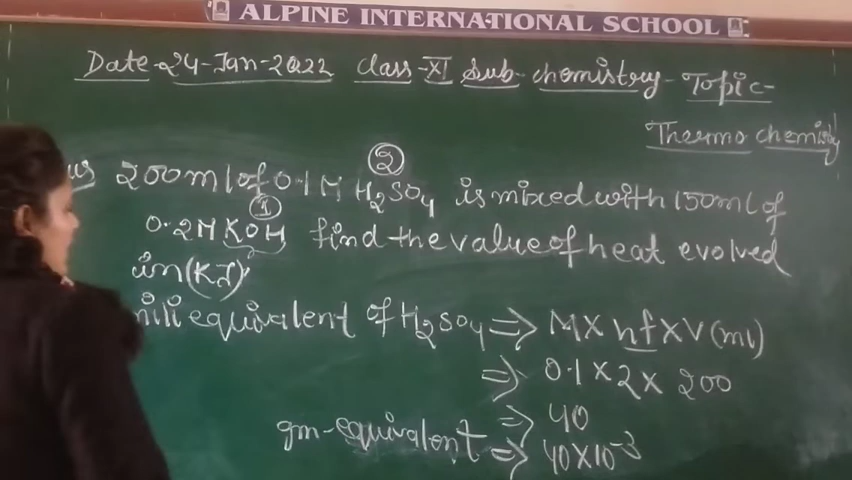 ALPINE INTERNATIONAL SCHOOL
Date-24-Jan-2022 Class-XI Sub-chemistry-Topic-
Thermo chemistry
200ml of 0.1M H₂SO₄ ② is mixed with 150ml of
0.2M KOH ① find the value of heat evolved
in(KJ)
equivalent of H₂SO₄ ⇒ M×nf×V(ml)
⇒ 0.1×2×200
⇒ 40
gm-equivalent ⇒ 40×10⁻³